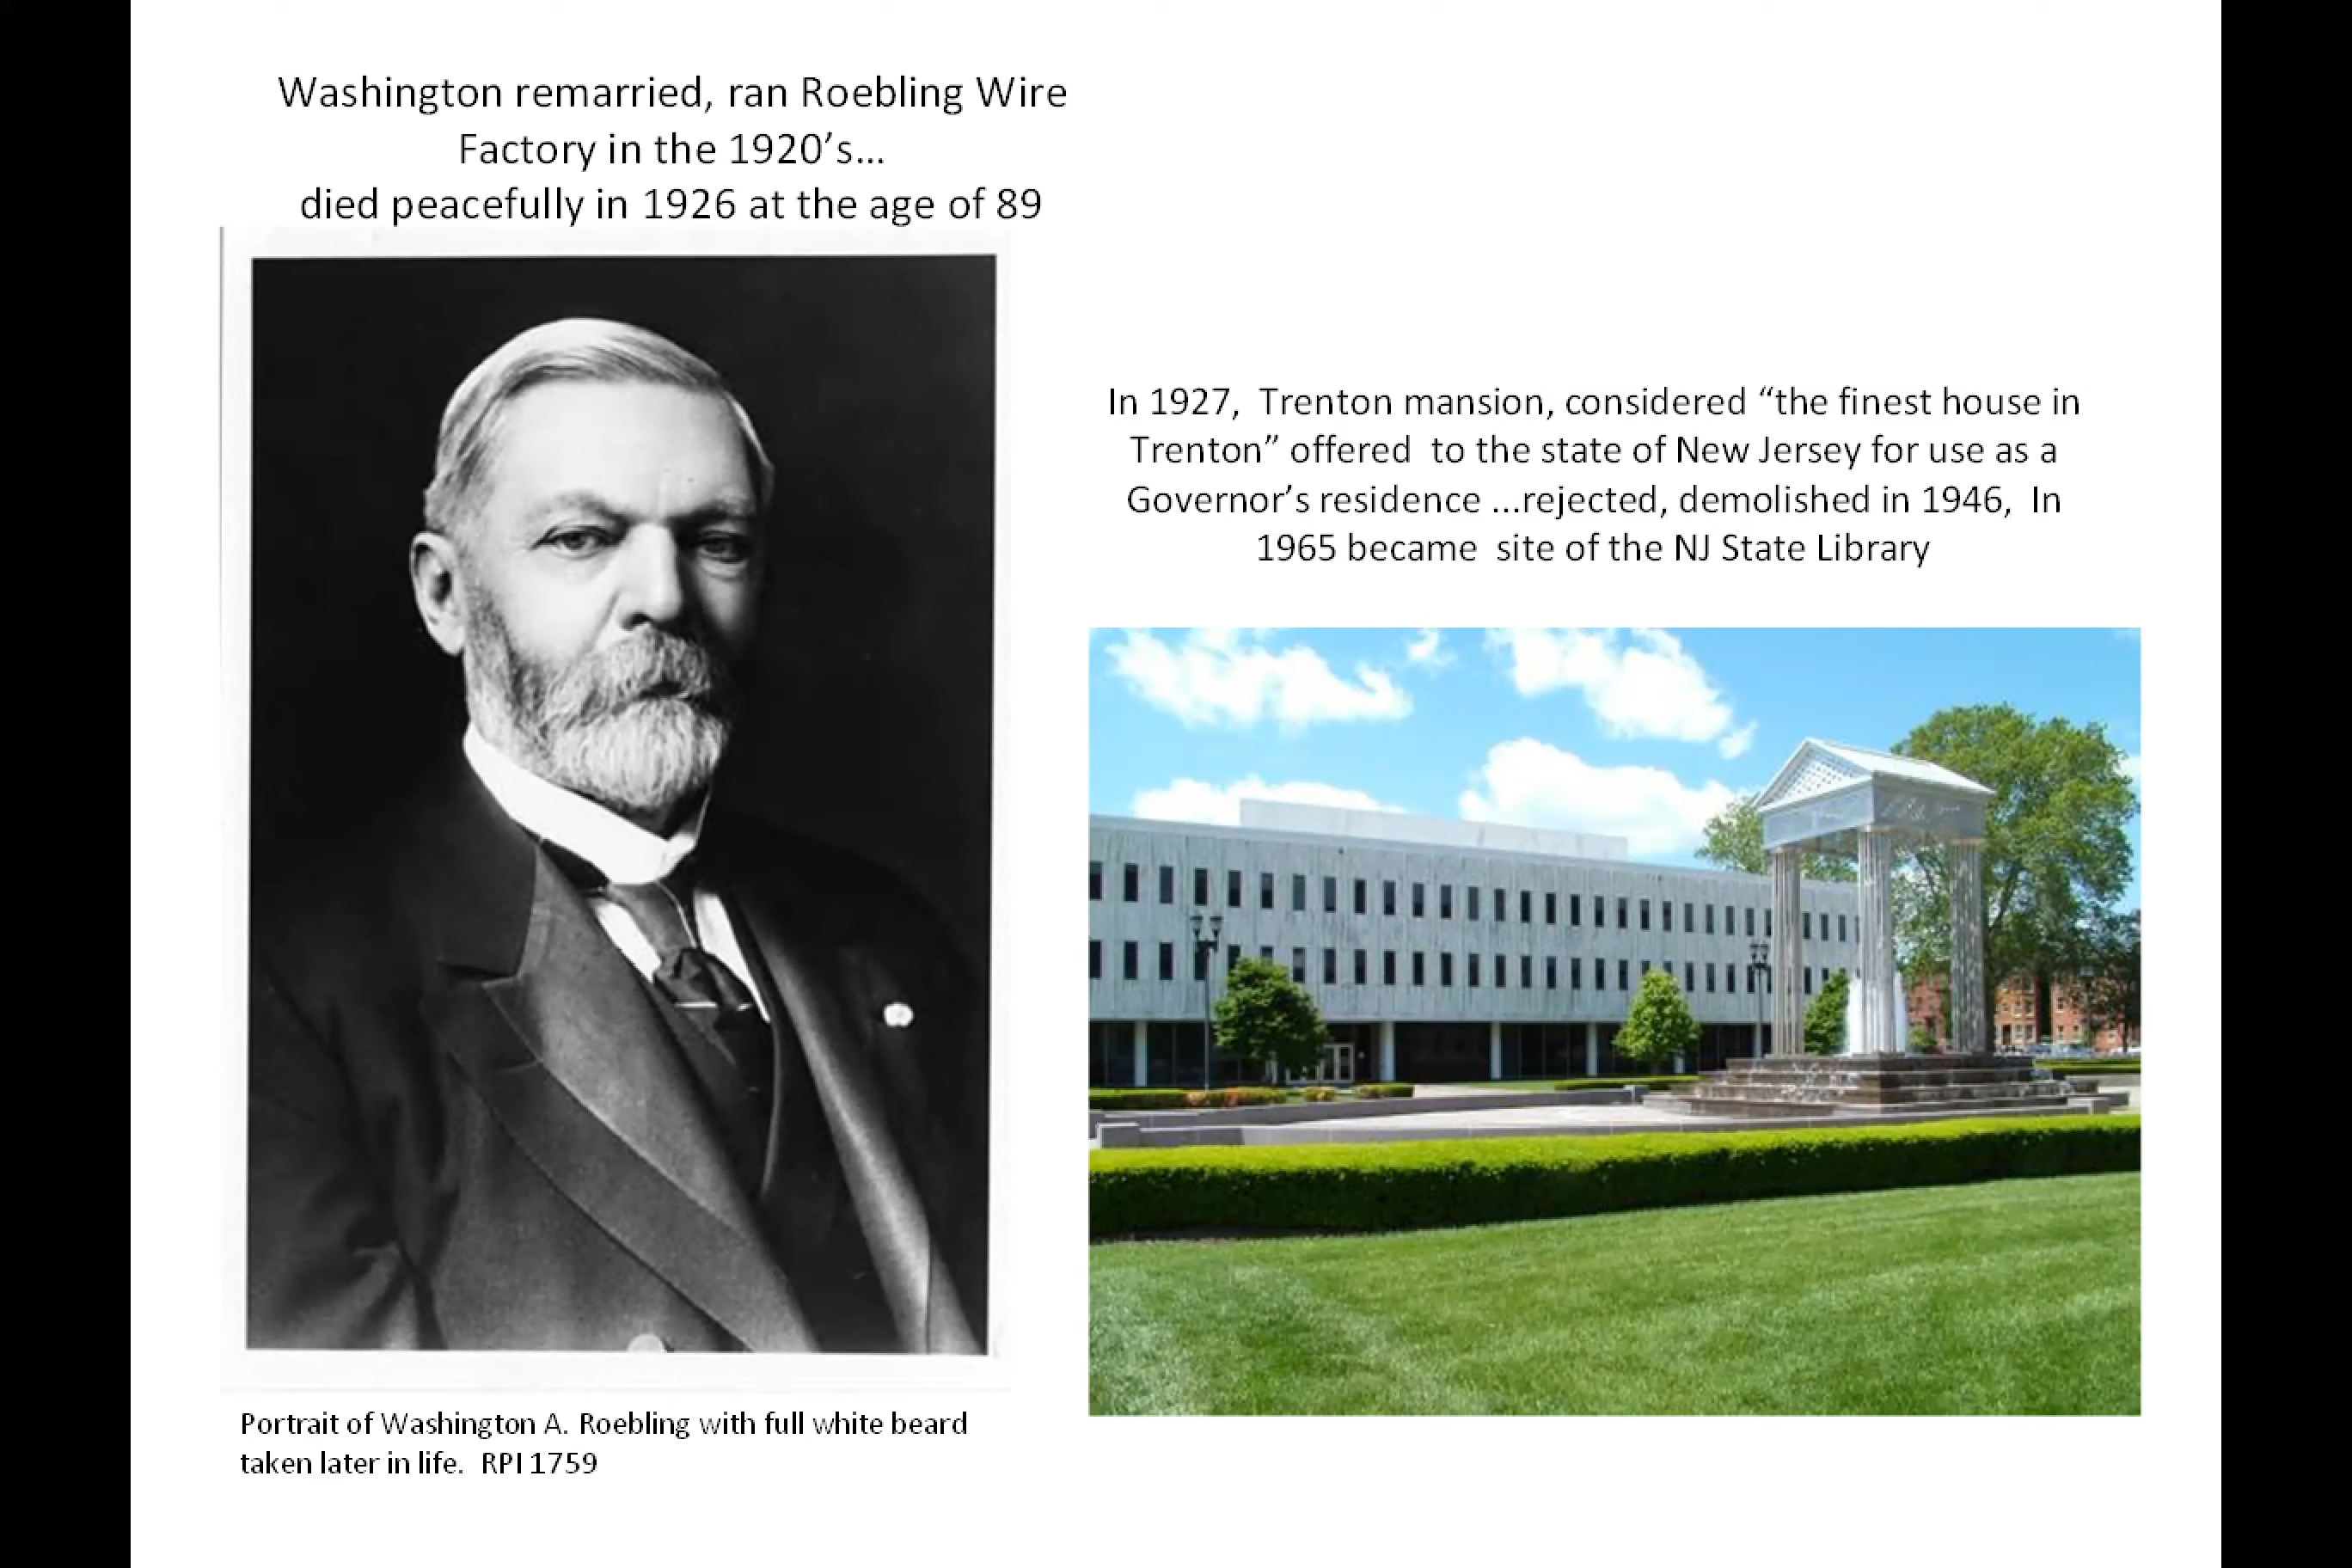 Washington remarried, ran Roebling Wire
Factory in the 1920’s...
died peacefully in 1926 at the age of 89
In 1927,  Trenton mansion, considered “the finest house in
Trenton” offered  to the state of New Jersey for use as a
Governor’s residence ...rejected, demolished in 1946,  In
1965 became  site of the NJ State Library
Portrait of Washington A. Roebling with full white beard
taken later in life.  RPI 1759